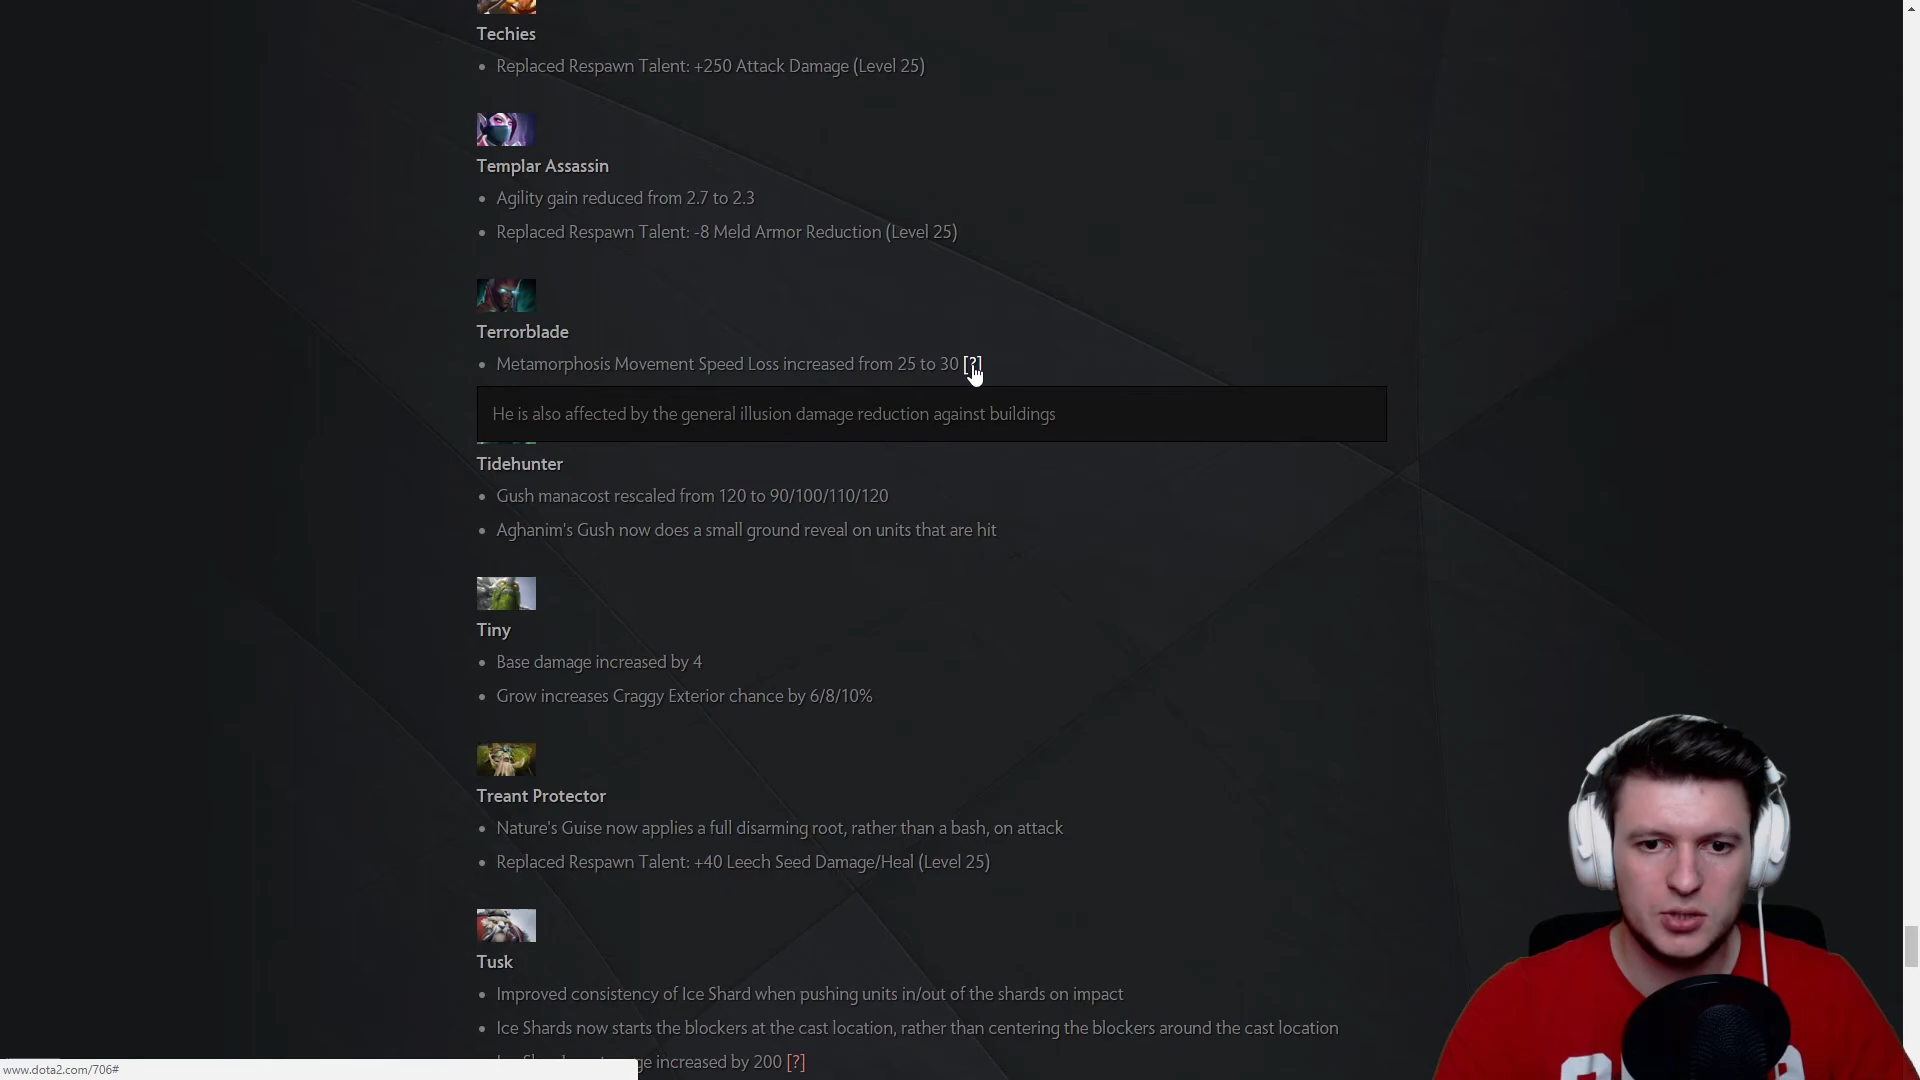 Techies
Replaced Respawn Talent: +250 Attack Damage (Level 25)
Templar Assassin
Agility gain reduced from 2.7 to 2.3
Replaced Respawn Talent: -8 Meld Armor Reduction (Level 25)
Terrorblade
Metamorphosis Movement Speed Loss increased from 25 to 30 [?]
He is also affected by the general illusion damage reduction against buildings
Tidehunter
Gush manacost rescaled from 120 to 90/100/110/120
Aghanim's Gush now does a small ground reveal on units that are hit
Tiny
Base damage increased by 4
Grow increases Craggy Exterior chance by 6/8/10%
Treant Protector
Nature's Guise now applies a full disarming root, rather than a bash, on attack
Replaced Respawn Talent: +40 Leech Seed Damage/Heal (Level 25)
Tusk
Improved consistency of Ice Shard when pushing units in/out of the shards on impact
Ice Shards now starts the blockers at the cast location, rather than centering the blockers around the cast location
increased by 200 [?]
www.dota2.com/706#